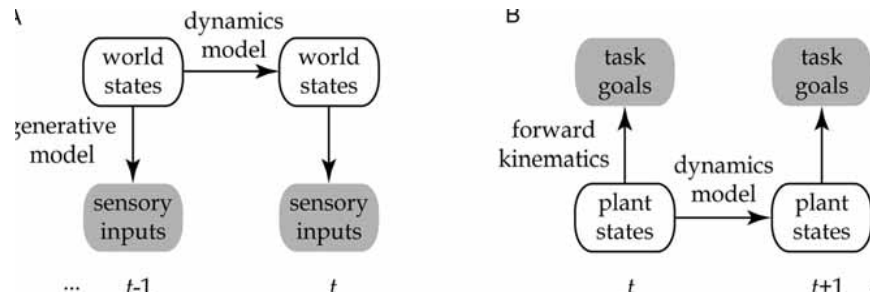 A
dynamics
model
world
states
world
states
generative
model
sensory
inputs
sensory
inputs
... t-1
t
B
task
goals
task
goals
forward
kinematics
dynamics
model
plant
states
plant
states
t
t+1